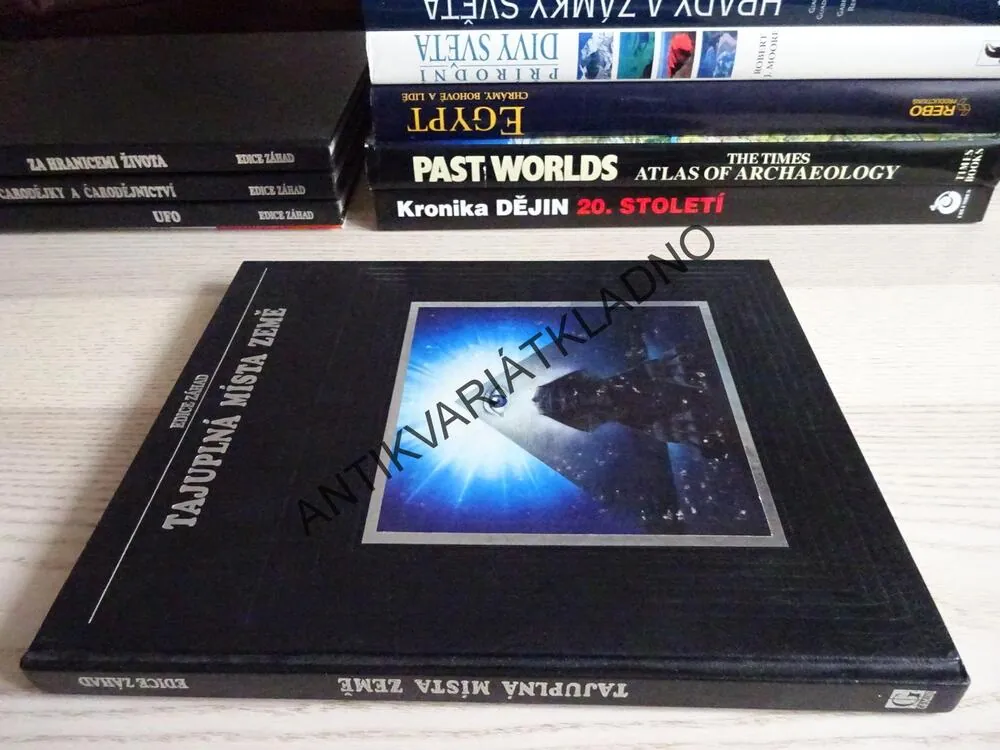 HRADY A ZÁMKY SVĚTA
PŘÍRODNÍ
DIVY SVĚTA
ROBERT
J. MOORE
EGYPT
CHRÁMY, BOHOVÉ A LIDÉ
REBO
PRODUCTIONS
PAST WORLDS
THE TIMES
ATLAS OF ARCHAEOLOGY
TIMES
BOOKS
Kronika DĚJIN 20. STOLETÍ
ZA HRANICEMI ŽIVOTA EDICE ZÁHAD
ČARODĚJKY A ČARODĚJNICTVÍ EDICE ZÁHAD
UFO EDICE ZÁHAD
EDICE ZÁHAD
TAJUPLNÁ MÍSTA ZEMĚ
ANTIKVARIÁTKLADNO
TAJUPLNÁ MÍSTA ZEMĚ EDICE ZÁHAD